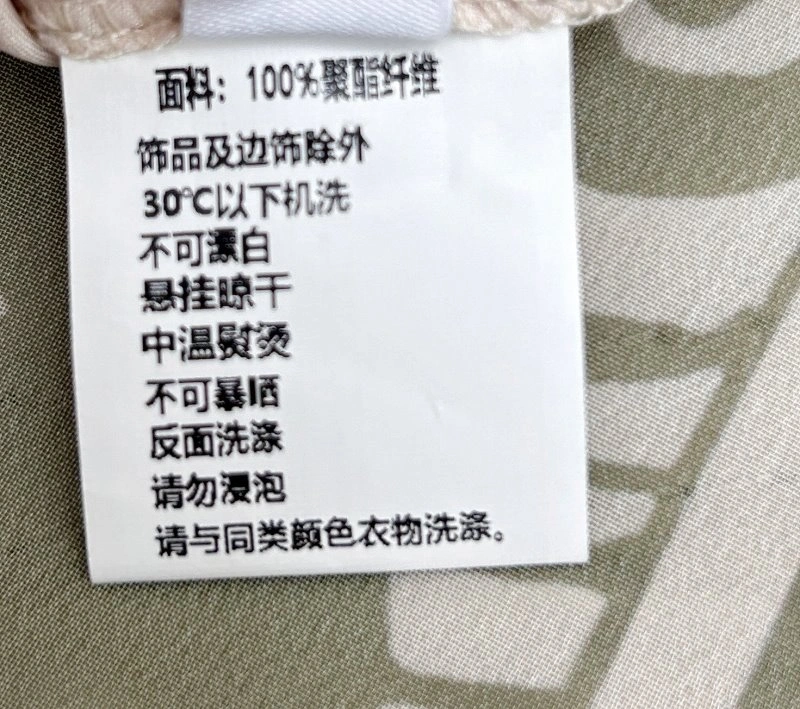 面料：100%聚酯纤维
饰品及边饰除外
30℃以下机洗
不可漂白
悬挂晾干
中温熨烫
不可暴晒
反面洗涤
请勿浸泡
请与同类颜色衣物洗涤。